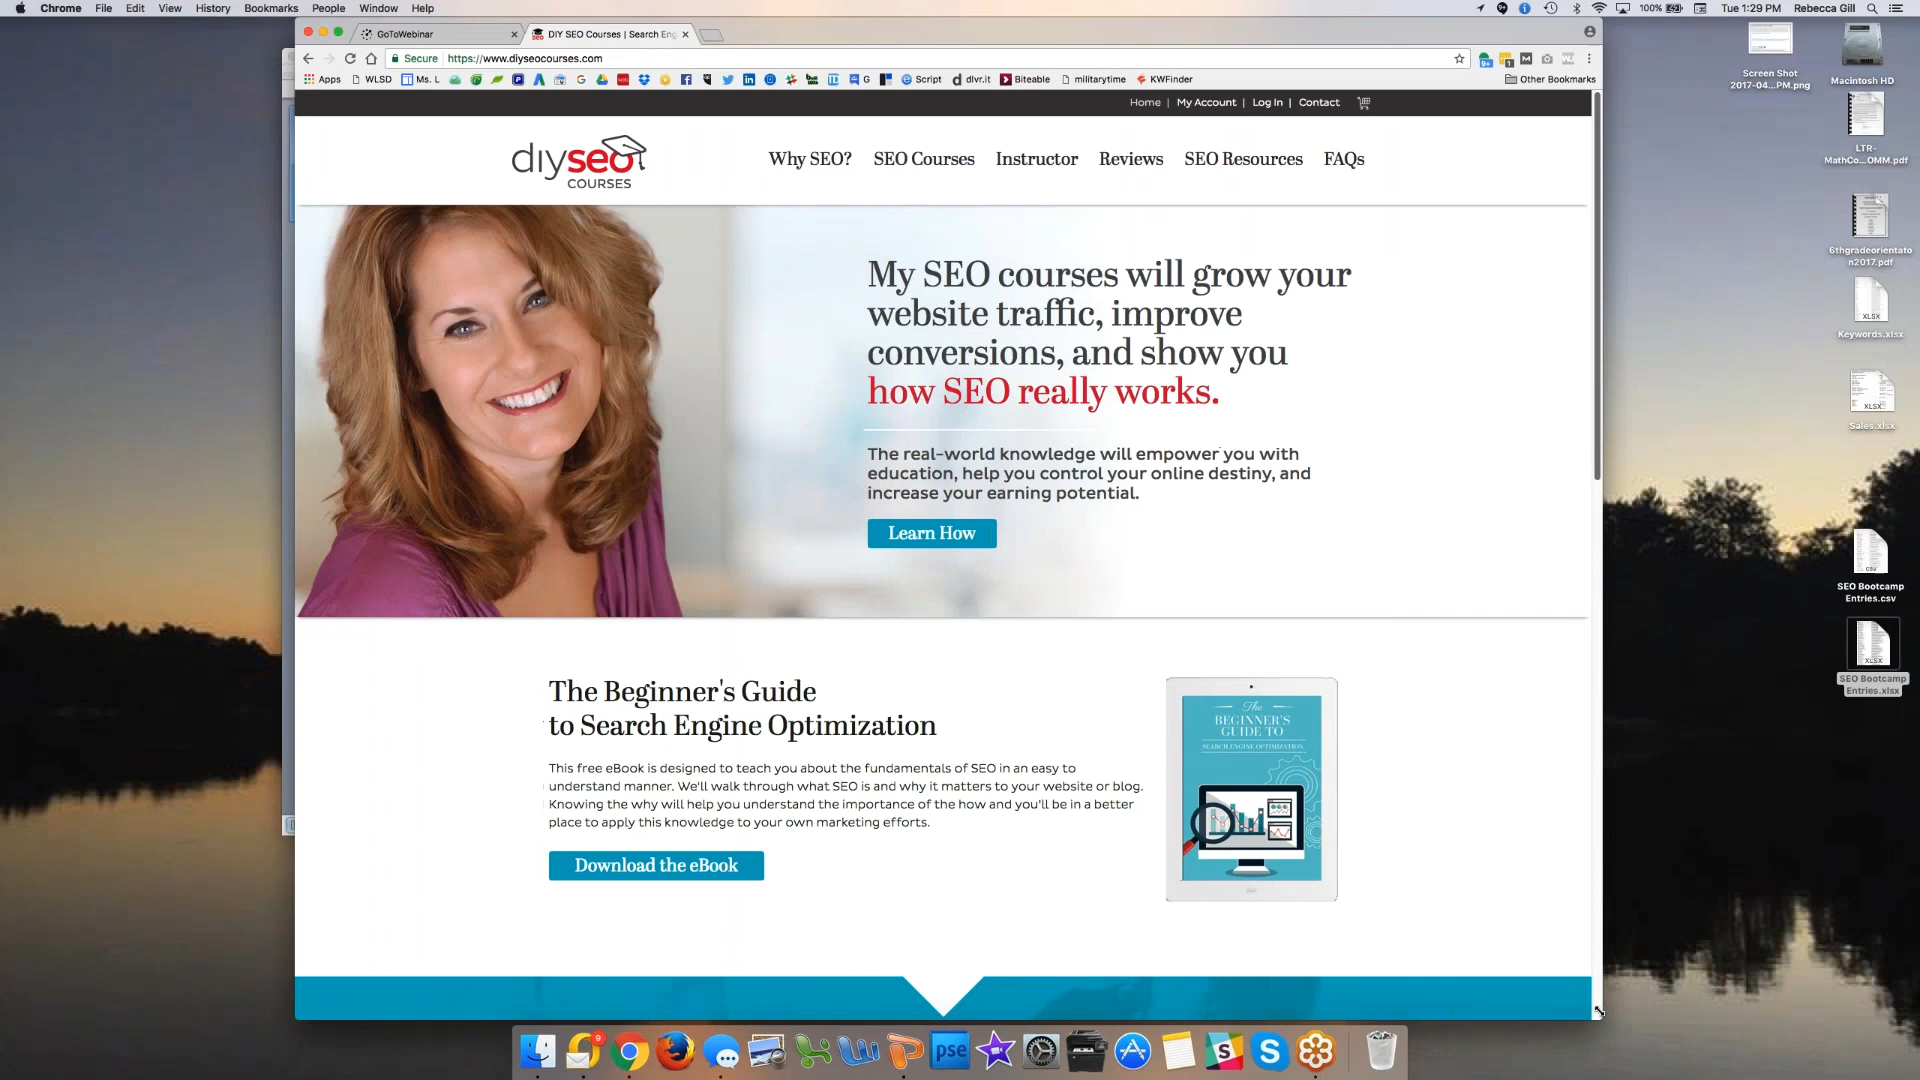 Chrome File Edit View History Bookmarks People Window Help
100% Tue 1:29 PM Rebecca Gill
GoToWebinar
DIY SEO Courses | Search Eng
Secure https://www.diyseocourses.com
Apps WLSD Ms. L Script dlvr.it Biteable militarytime KWFinder Other Bookmarks
Home | My Account | Log In | Contact
diyseo
COURSES
Why SEO? SEO Courses Instructor Reviews SEO Resources FAQs
My SEO courses will grow your
website traffic, improve
conversions, and show you
how SEO really works.
The real-world knowledge will empower you with
education, help you control your online destiny, and
increase your earning potential.
Learn How
The Beginner's Guide
to Search Engine Optimization
This free eBook is designed to teach you about the fundamentals of SEO in an easy to
understand manner. We'll walk through what SEO is and why it matters to your website or blog.
Knowing the why will help you understand the importance of the how and you'll be in a better
place to apply this knowledge to your own marketing efforts.
Download the eBook
The
BEGINNER'S
GUIDE TO
SEARCH ENGINE OPTIMIZATION
Screen Shot
2017-04...PM.png
Macintosh HD
LTR-
MathCo...OMM.pdf
6thgradeorientatio
n2017.pdf
XLSX
Keywords.xlsx
XLSX
Sales.xlsx
CSV
SEO Bootcamp
Entries.csv
XLSX
SEO Bootcamp
Entries.xlsx
9
pse